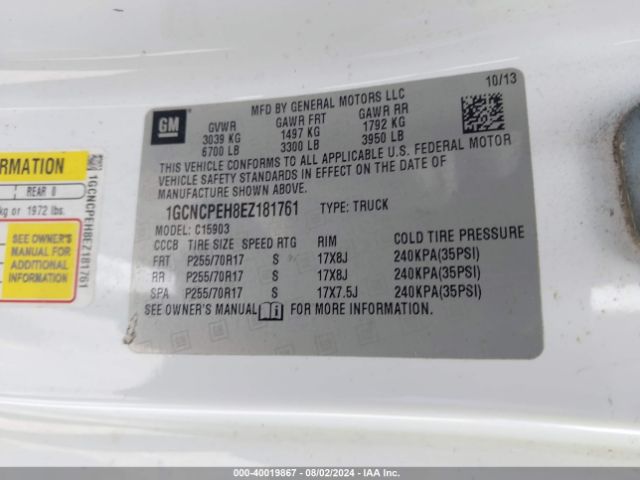 10/13
GM
MFD BY GENERAL MOTORS LLC
GVWR GAWR FRT GAWR RR
3039 KG 1497 KG 1792 KG
6700 LB 3300 LB 3950 LB
THIS VEHICLE CONFORMS TO ALL APPLICABLE U.S. FEDERAL MOTOR
VEHICLE SAFETY STANDARDS IN EFFECT ON THE DATE OF
MANUFACTURE SHOWN ABOVE.
1GCNCPEH8EZ181761 TYPE: TRUCK
MODEL: C15903
CCCB TIRE SIZE SPEED RTG RIM COLD TIRE PRESSURE
FRT P255/70R17 S 17X8J 240KPA(35PSI)
RR P255/70R17 S 17X8J 240KPA(35PSI)
SPA P255/70R17 S 17X7.5J 240KPA(35PSI)
SEE OWNER'S MANUAL FOR MORE INFORMATION.
FORMATION
REAR 0
kg or 1972 lbs.
SEE OWNER'S
MANUAL FOR
ADDITIONAL
INFORMATION
1GCNCPEH8EZ181761
000-40019867 - 08/02/2024 - IAA Inc.